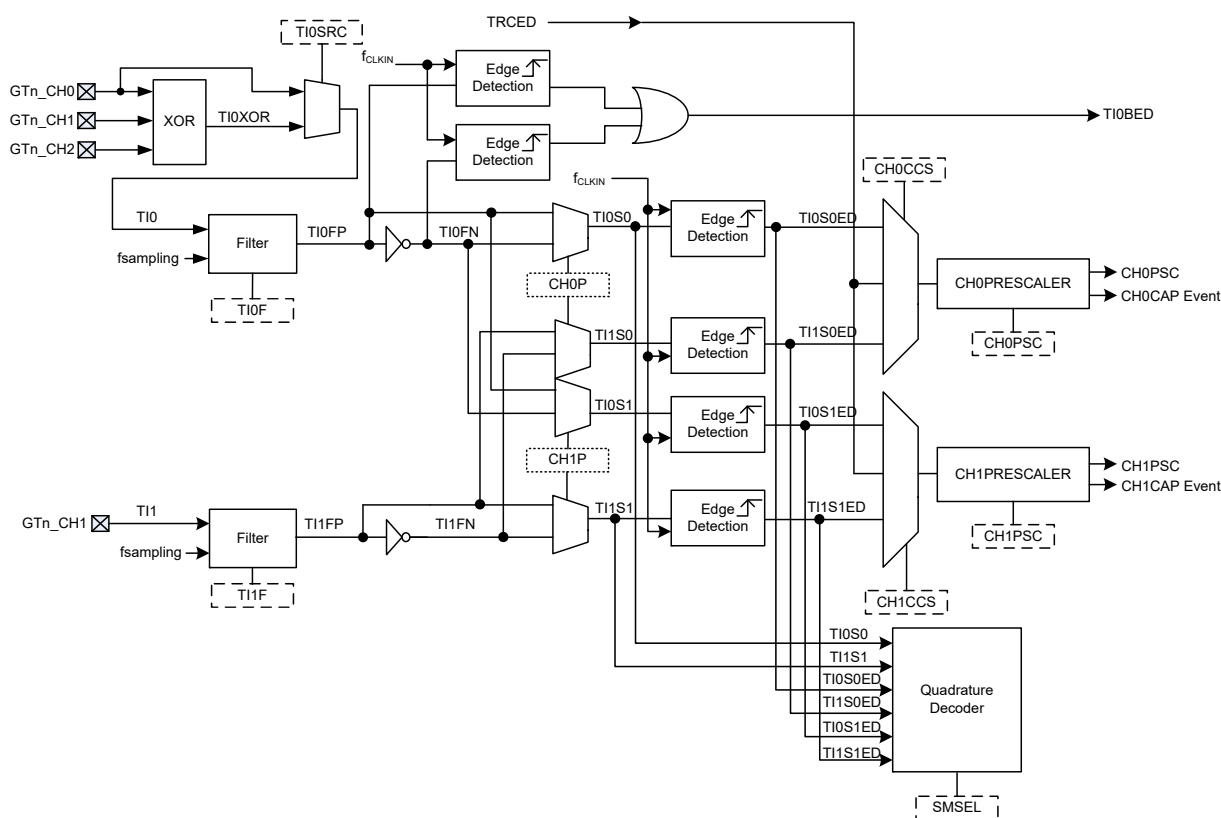 TRCED
TI0SRC
fCLKIN
Edge
Detection
GTn_CH0
GTn_CH1
GTn_CH2
XOR
TI0XOR
TI0BED
Edge
Detection
CH0CCS
fCLKIN
TI0
fsampling
Filter
TI0FP
TI0FN
TI0S0
Edge
Detection
TI0S0ED
TI0F
CH0P
CH0PRESCALER
CH0PSC
CH0CAP Event
CH0PSC
TI1S0
Edge
Detection
TI1S0ED
TI0S1
Edge
Detection
TI0S1ED
CH1P
CH1PRESCALER
CH1PSC
CH1CAP Event
CH1PSC
GTn_CH1
TI1
fsampling
Filter
TI1FP
TI1FN
TI1S1
Edge
Detection
TI1S1ED
TI1F
CH1CCS
TI0S0
TI1S1
TI0S0ED
TI1S0ED
TI0S1ED
TI1S1ED
Quadrature
Decoder
SMSEL